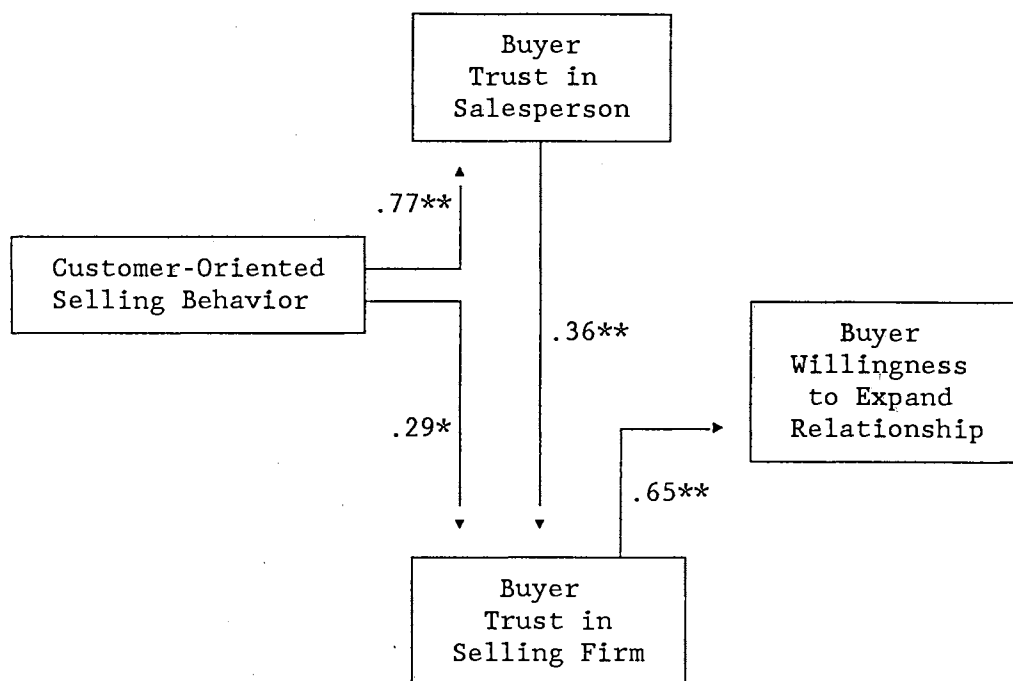 Buyer
Trust in
Salesperson
.77**
Customer-Oriented
Selling Behavior
.36**
Buyer
Willingness
to Expand
Relationship
.29*
.65**
Buyer
Trust in
Selling Firm